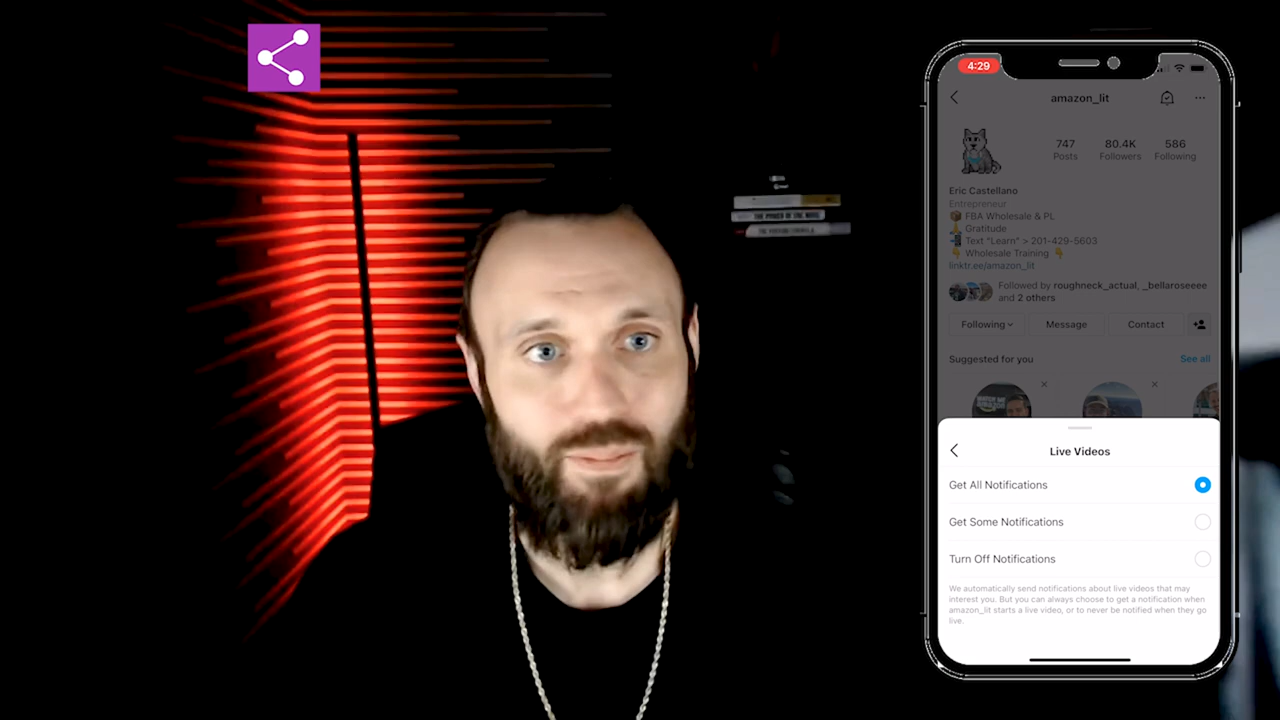 4:29
amazon_lit
747
Posts
80.4K
Followers
586
Following
Eric Castellano
Entrepreneur
📦 FBA Wholesale & PL
🙏 Gratitude
📲 Text "Learn" > 201-429-5603
👇 Wholesale Training 👇
linktr.ee/amazon_lit
Followed by roughneck_actual, _bellaroseeee
and 2 others
Following
Message
Contact
Suggested for you
See all
Live Videos
Get All Notifications
Get Some Notifications
Turn Off Notifications
We automatically send notifications about live videos that may
interest you. But you can always choose to get a notification when
amazon_lit starts a live video, or to never be notified when they go
live.